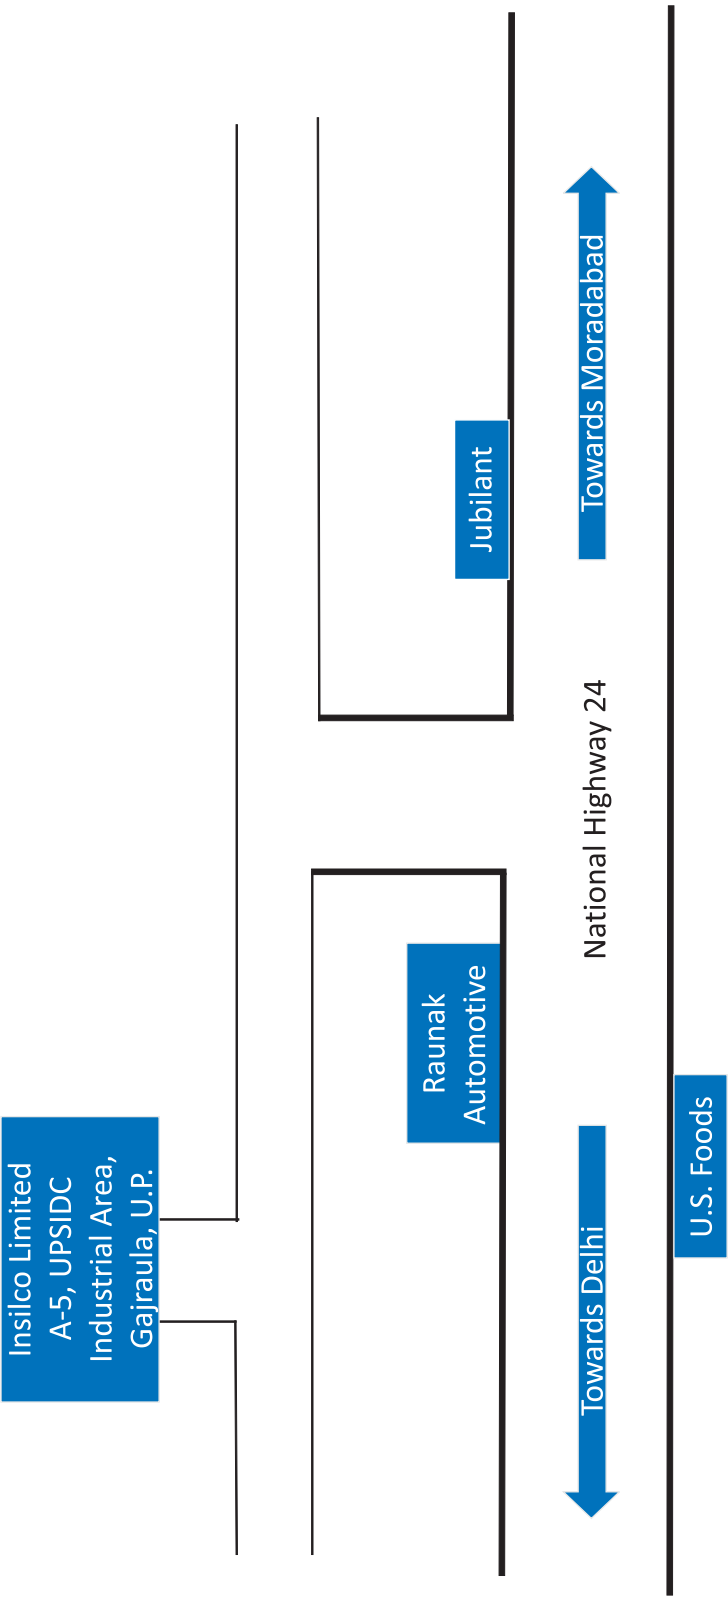 Insilco Limited
A-5, UPSIDC
Industrial Area,
Gajraula, U.P.
Raunak
Automotive
Jubilant
Towards Delhi
National Highway 24
Towards Moradabad
U.S. Foods